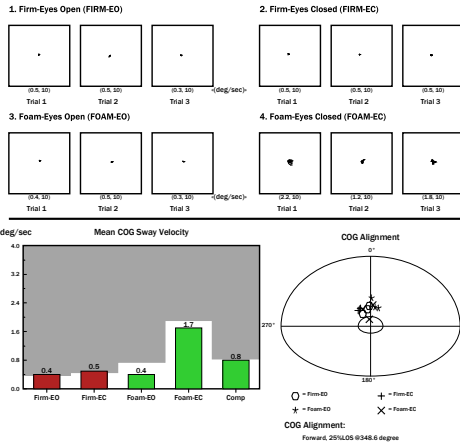 1. Firm-Eyes Open (FIRM-EO)
2. Firm-Eyes Closed (FIRM-EC)
(0.5, 10) (0.5, 10) (0.3, 10) <(deg/sec)> (0.5, 10) (0.5, 10) (0.5, 10)
Trial 1 Trial 2 Trial 3 Trial 1 Trial 2 Trial 3
3. Foam-Eyes Open (FOAM-EO)
4. Foam-Eyes Closed (FOAM-EC)
(0.4, 10) (0.5, 10) (0.3, 10) <(deg/sec)> (2.2, 10) (1.2, 10) (1.8, 10)
Trial 1 Trial 2 Trial 3 Trial 1 Trial 2 Trial 3
deg/sec Mean COG Sway Velocity
4.0
3.2
2.4
1.6
0.8
0.0
0.4 0.5 0.4 1.7 0.8
Firm-EO Firm-EC Foam-EO Foam-EC Comp
COG Alignment
0°
270°
180°
= Firm-EO = Firm-EC
= Foam-EO = Foam-EC
COG Alignment:
Forward, 25%LOS @348.6 degree